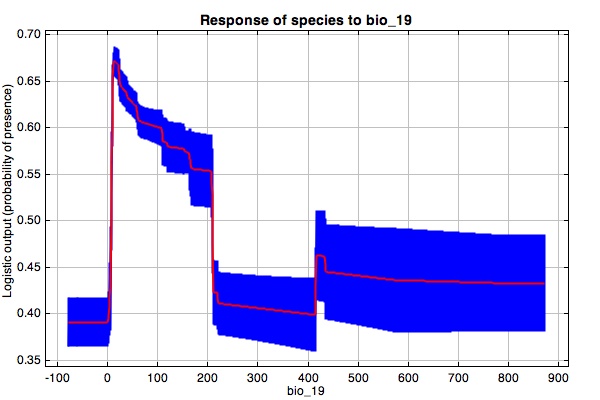 Response of species to bio_19
Logistic output (probability of presence)
0.70
0.65
0.60
0.55
0.50
0.45
0.40
0.35
-100 0 100 200 300 400 500 600 700 800 900
bio_19